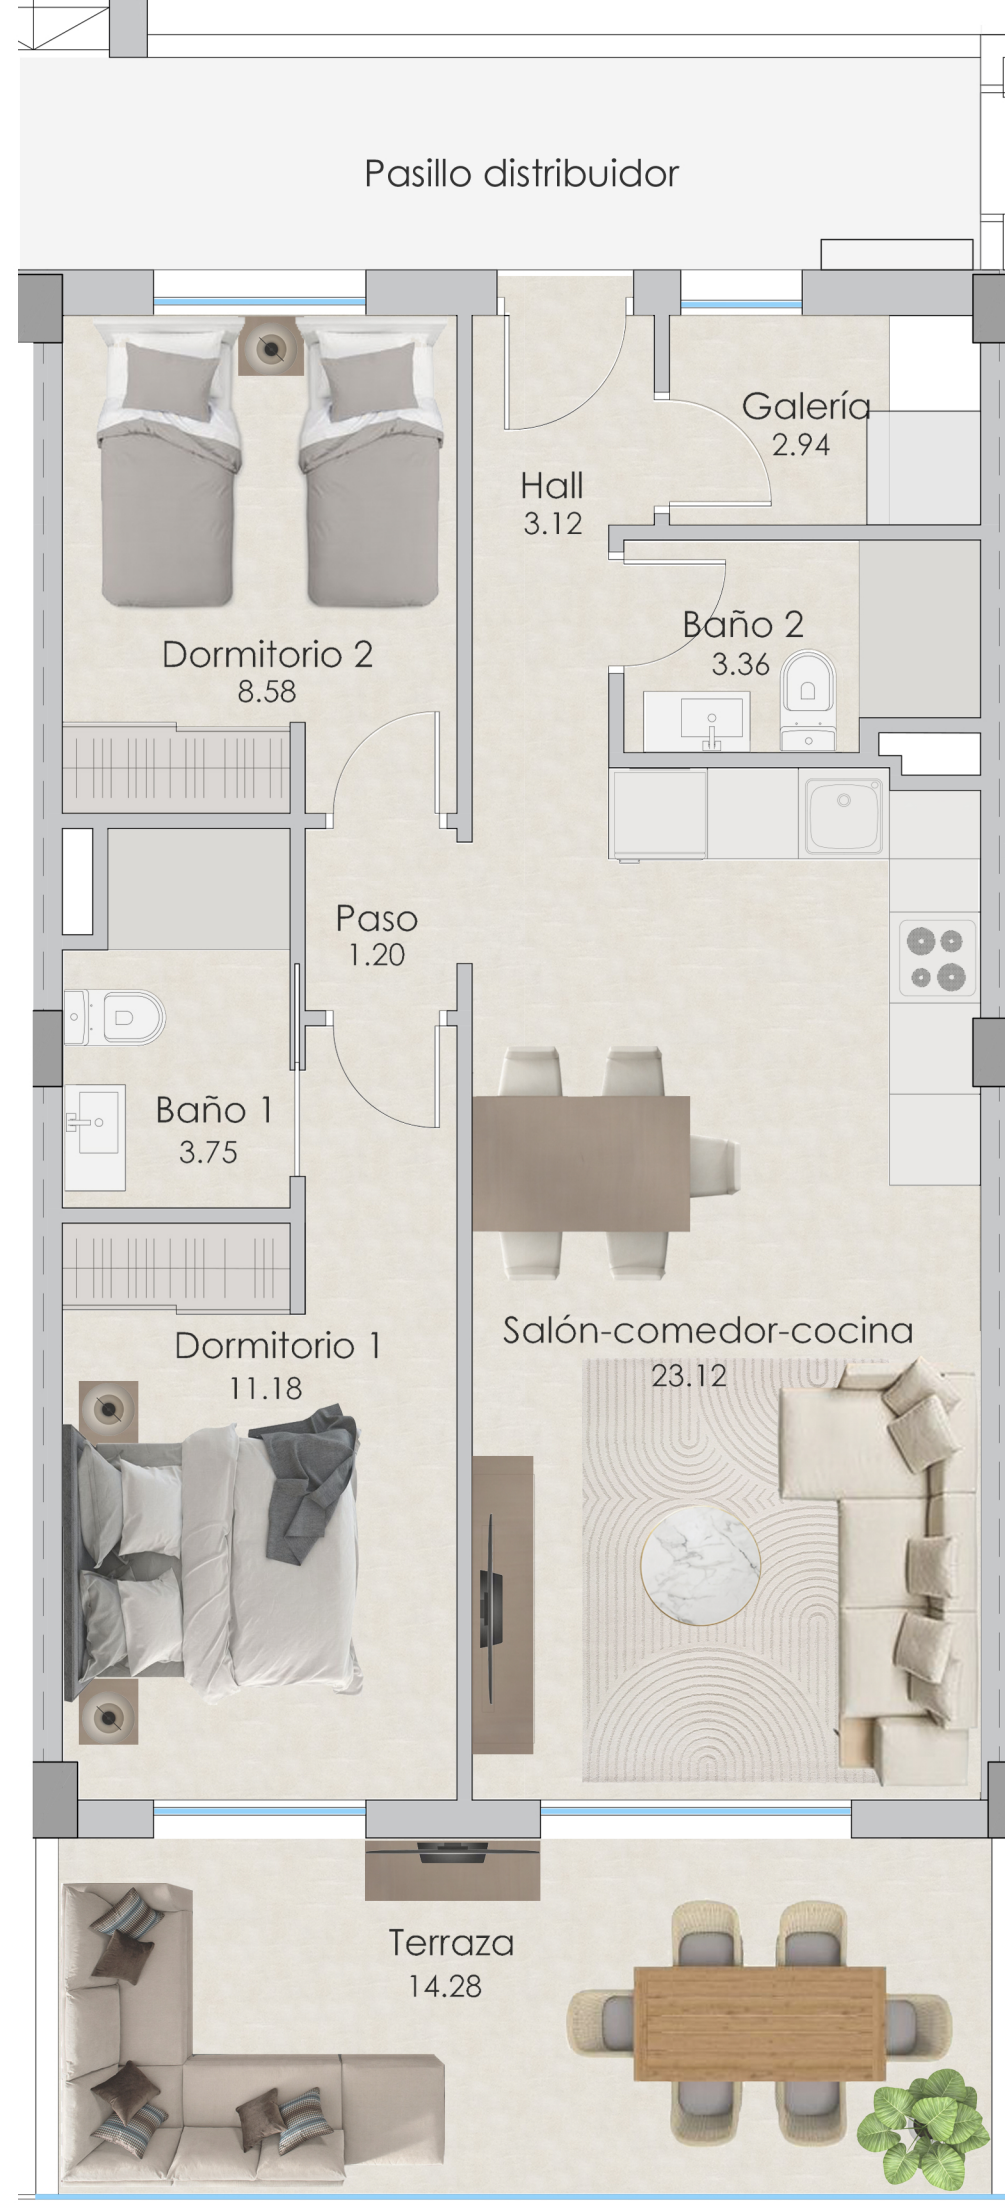 Pasillo distribuidor
Galería
2.94
Hall
3.12
Baño 2
3.36
Dormitorio 2
8.58
Paso
1.20
Baño 1
3.75
Salón-comedor-cocina
23.12
Dormitorio 1
11.18
Terraza
14.28